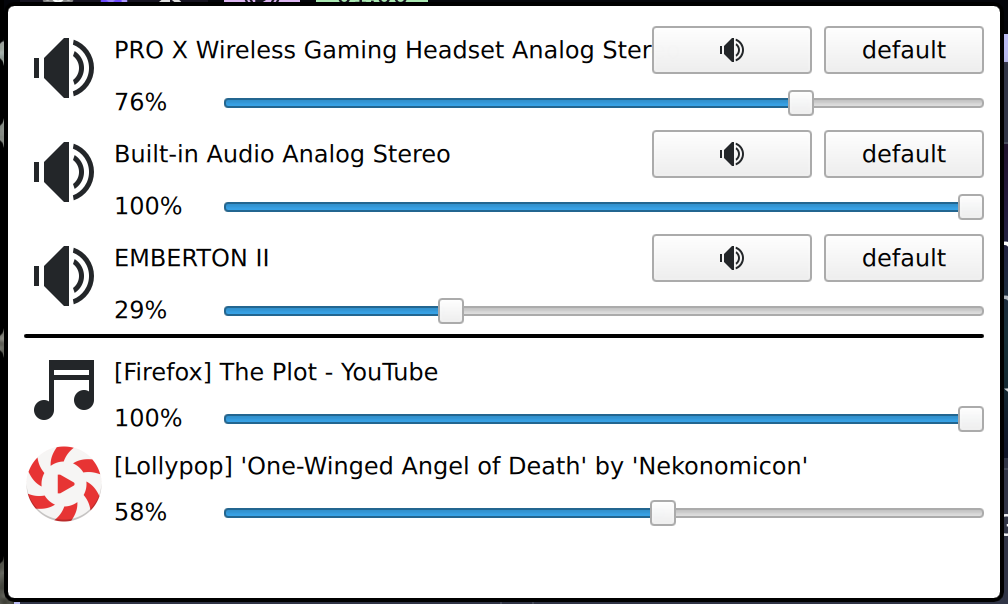 PRO X Wireless Gaming Headset Analog Ster
default
76%
Built-in Audio Analog Stereo
default
100%
EMBERTON II
default
29%
[Firefox] The Plot - YouTube
100%
[Lollypop] 'One-Winged Angel of Death' by 'Nekonomicon'
58%